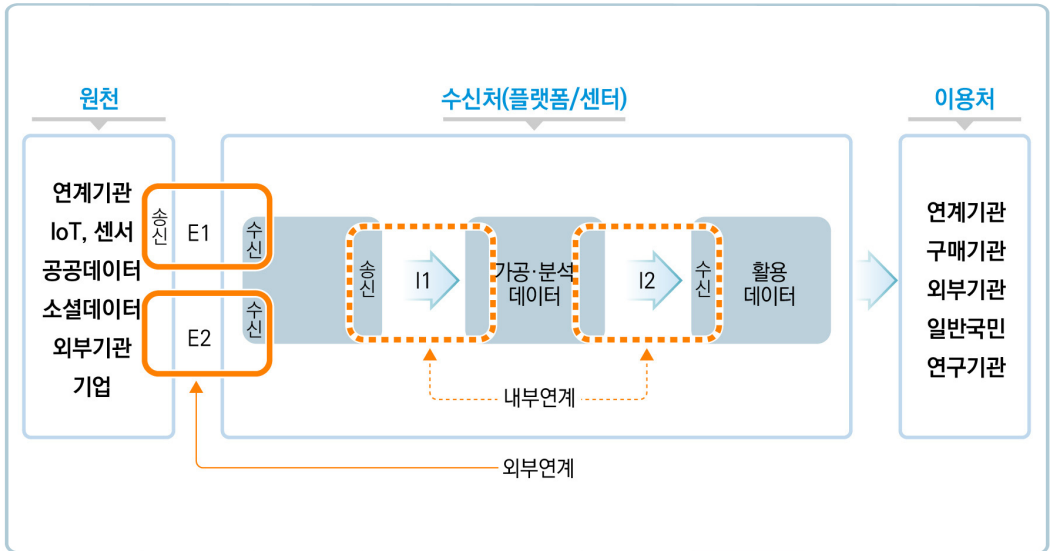 원천
수신처(플랫폼/센터)
이용처
연계기관
IoT, 센서
공공데이터
소셜데이터
외부기관
기업
송신
E1
수신
E2
수신
송신
I1
가공·분석
데이터
I2
수신
활용
데이터
연계기관
구매기관
외부기관
일반국민
연구기관
내부연계
외부연계